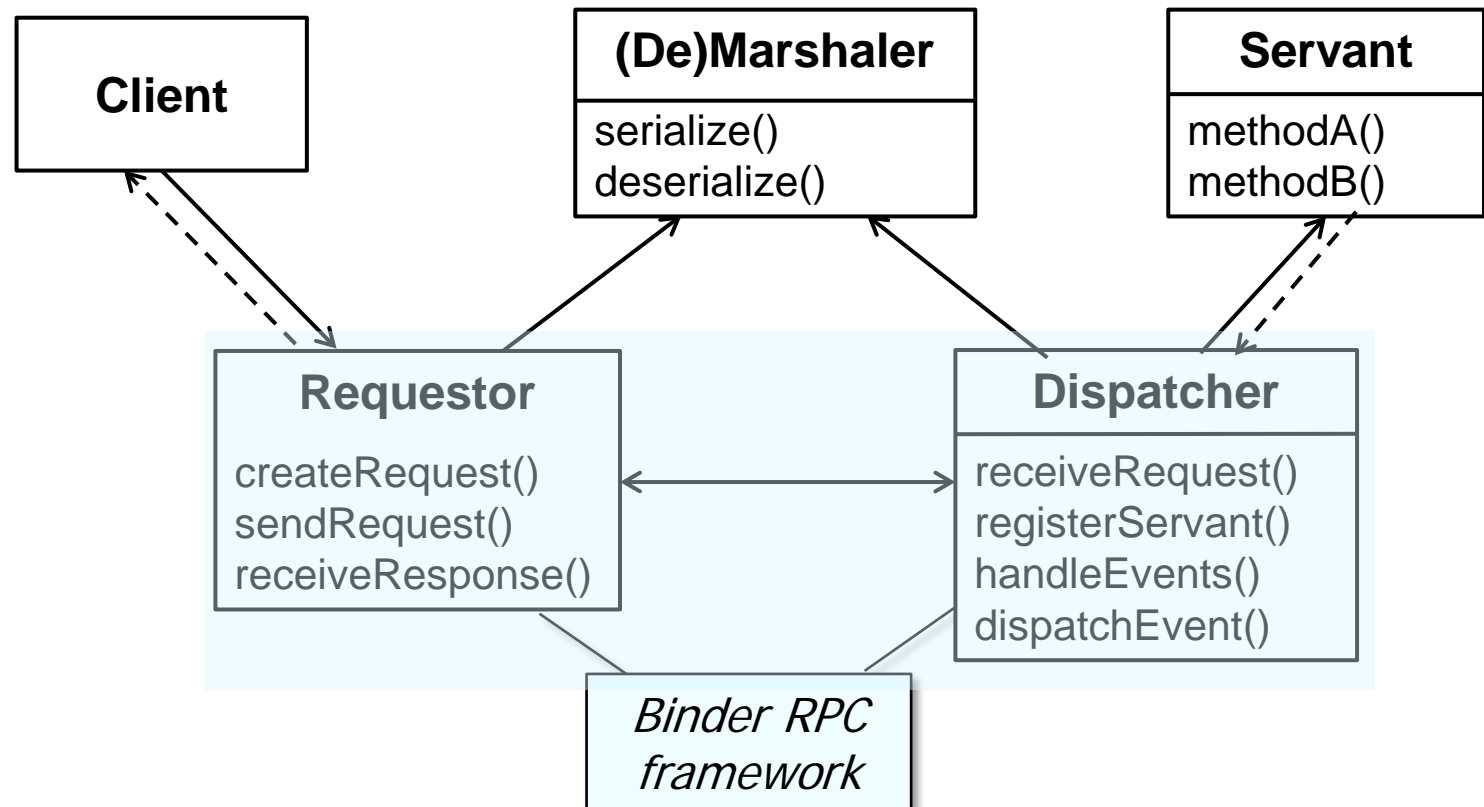 Client
(De)Marshaler
serialize()
deserialize()
Servant
methodA()
methodB()
Requestor
createRequest()
sendRequest()
receiveResponse()
Dispatcher
receiveRequest()
registerServant()
handleEvents()
dispatchEvent()
Binder RPC
framework